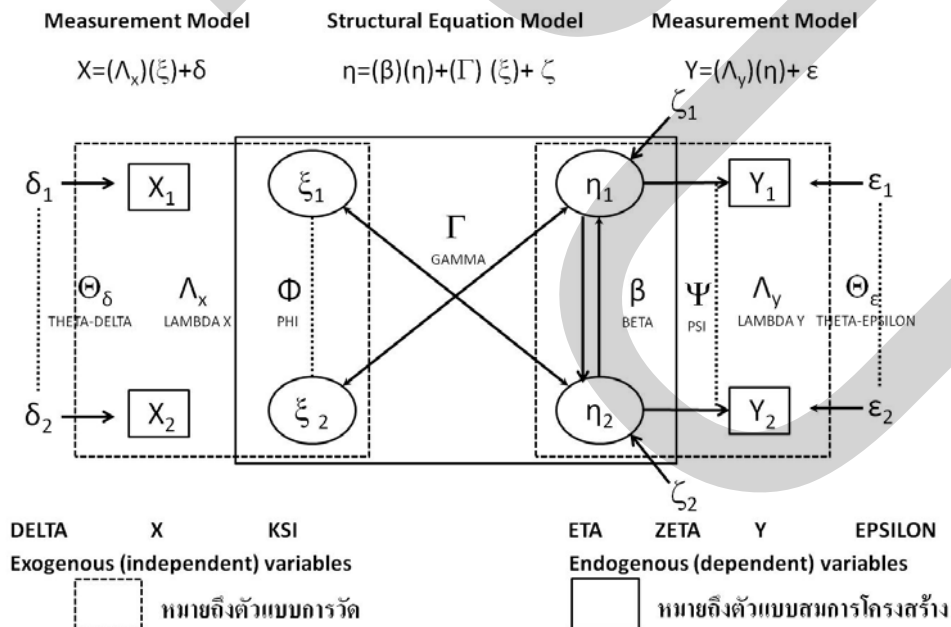 Measurement Model Structural Equation Model Measurement Model
X=(Λₓ)(ξ)+δ η=(β)(η)+(Γ) (ξ)+ ζ Y=(Λᵧ)(η)+ ε
ζ₁
δ₁ X₁ ξ₁ η₁ Y₁ ε₁
Γ
GAMMA
Θδ Λₓ Φ β Ψ Λᵧ Θε
THETA-DELTA LAMBDA X PHI BETA PSI LAMBDA Y THETA-EPSILON
δ₂ X₂ ξ ₂ η₂ Y₂ ε₂
ζ₂
DELTA X KSI ETA ZETA Y EPSILON
Exogenous (independent) variables Endogenous (dependent) variables
หมายถึงตัวแบบการวัด หมายถึงตัวแบบสมการโครงสร้าง